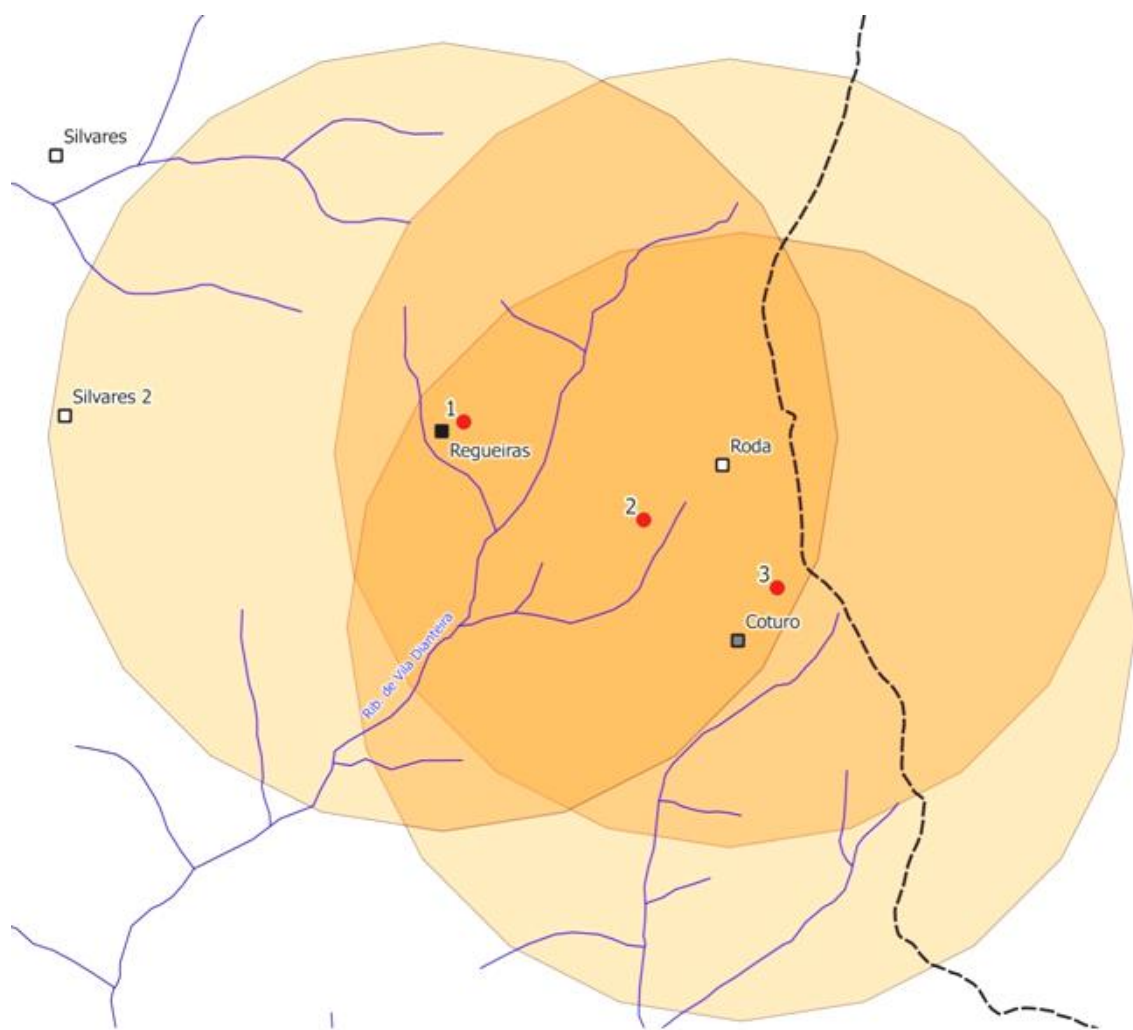 Silvares
Silvares 2
1
Regueiras
Roda
2
3
Coturo
Rib. de Vila Dianteira